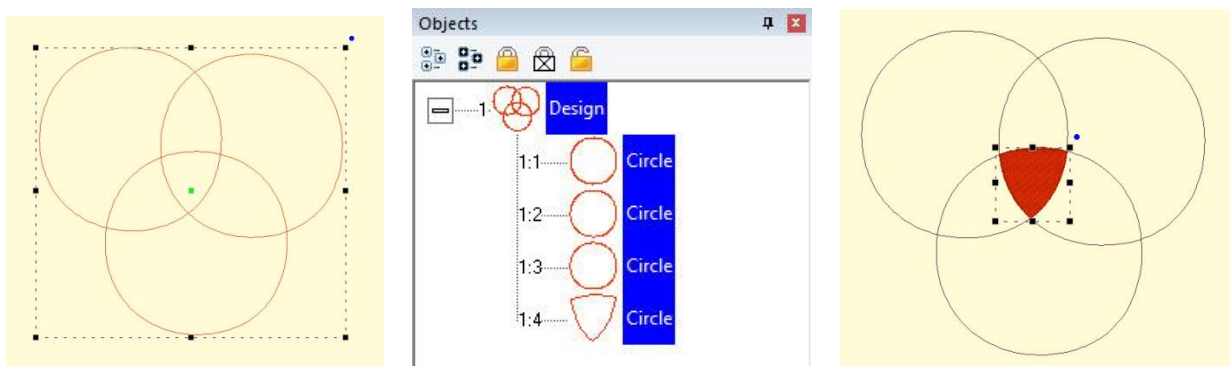 Objects
1 Design
1:1 Circle
1:2 Circle
1:3 Circle
1:4 Circle